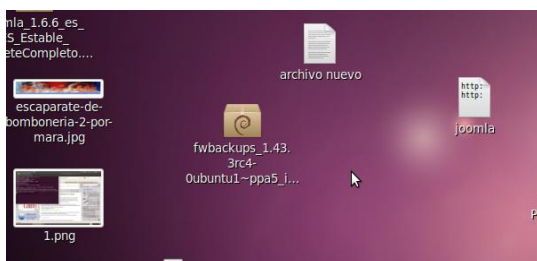 mla_1.6.6_es_
S_Estable_
eteCompleto....
archivo nuevo
http:
http:
joomla
escaparate-de-
bomboneria-2-por-
mara.jpg
fwbackups_1.43.
3rc4-
0ubuntu1~ppa5_i...
1.png
P